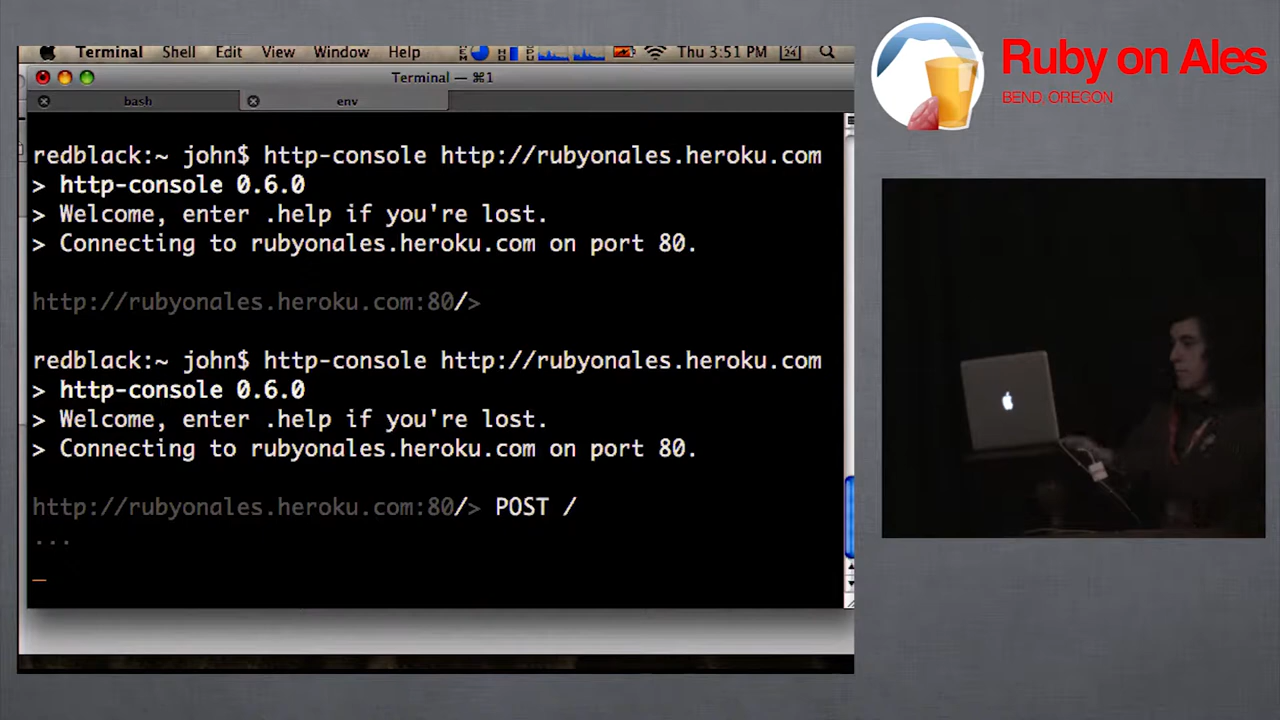 Terminal Shell Edit View Window Help Thu 3:51 PM 24
Terminal — ⌘1
bash env
redblack:~ john$ http-console http://rubyonales.heroku.com
> http-console 0.6.0
> Welcome, enter .help if you're lost.
> Connecting to rubyonales.heroku.com on port 80.
http://rubyonales.heroku.com:80/>
redblack:~ john$ http-console http://rubyonales.heroku.com
> http-console 0.6.0
> Welcome, enter .help if you're lost.
> Connecting to rubyonales.heroku.com on port 80.
http://rubyonales.heroku.com:80/> POST /
...
_
Ruby on Ales
BEND, OREGON